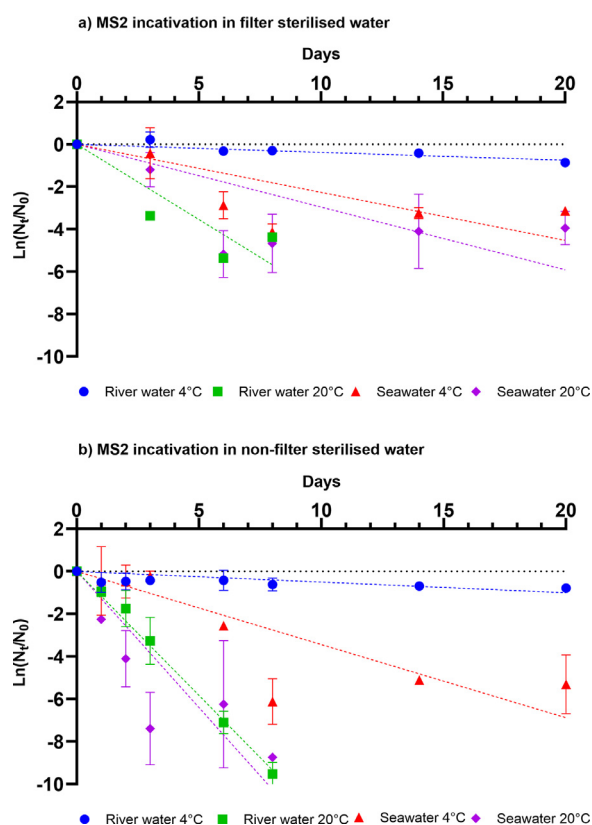 a) MS2 incativation in filter sterilised water
Days
0 5 10 15 20
2
0
-2
-4
-6
-8
-10
Ln(Nt/N0)
River water 4°C River water 20°C Seawater 4°C Seawater 20°C
b) MS2 incativation in non-filter sterilised water
Days
0 5 10 15 20
2
0
-2
-4
-6
-8
-10
Ln(Nt/N0)
River water 4°C River water 20°C Seawater 4°C Seawater 20°C